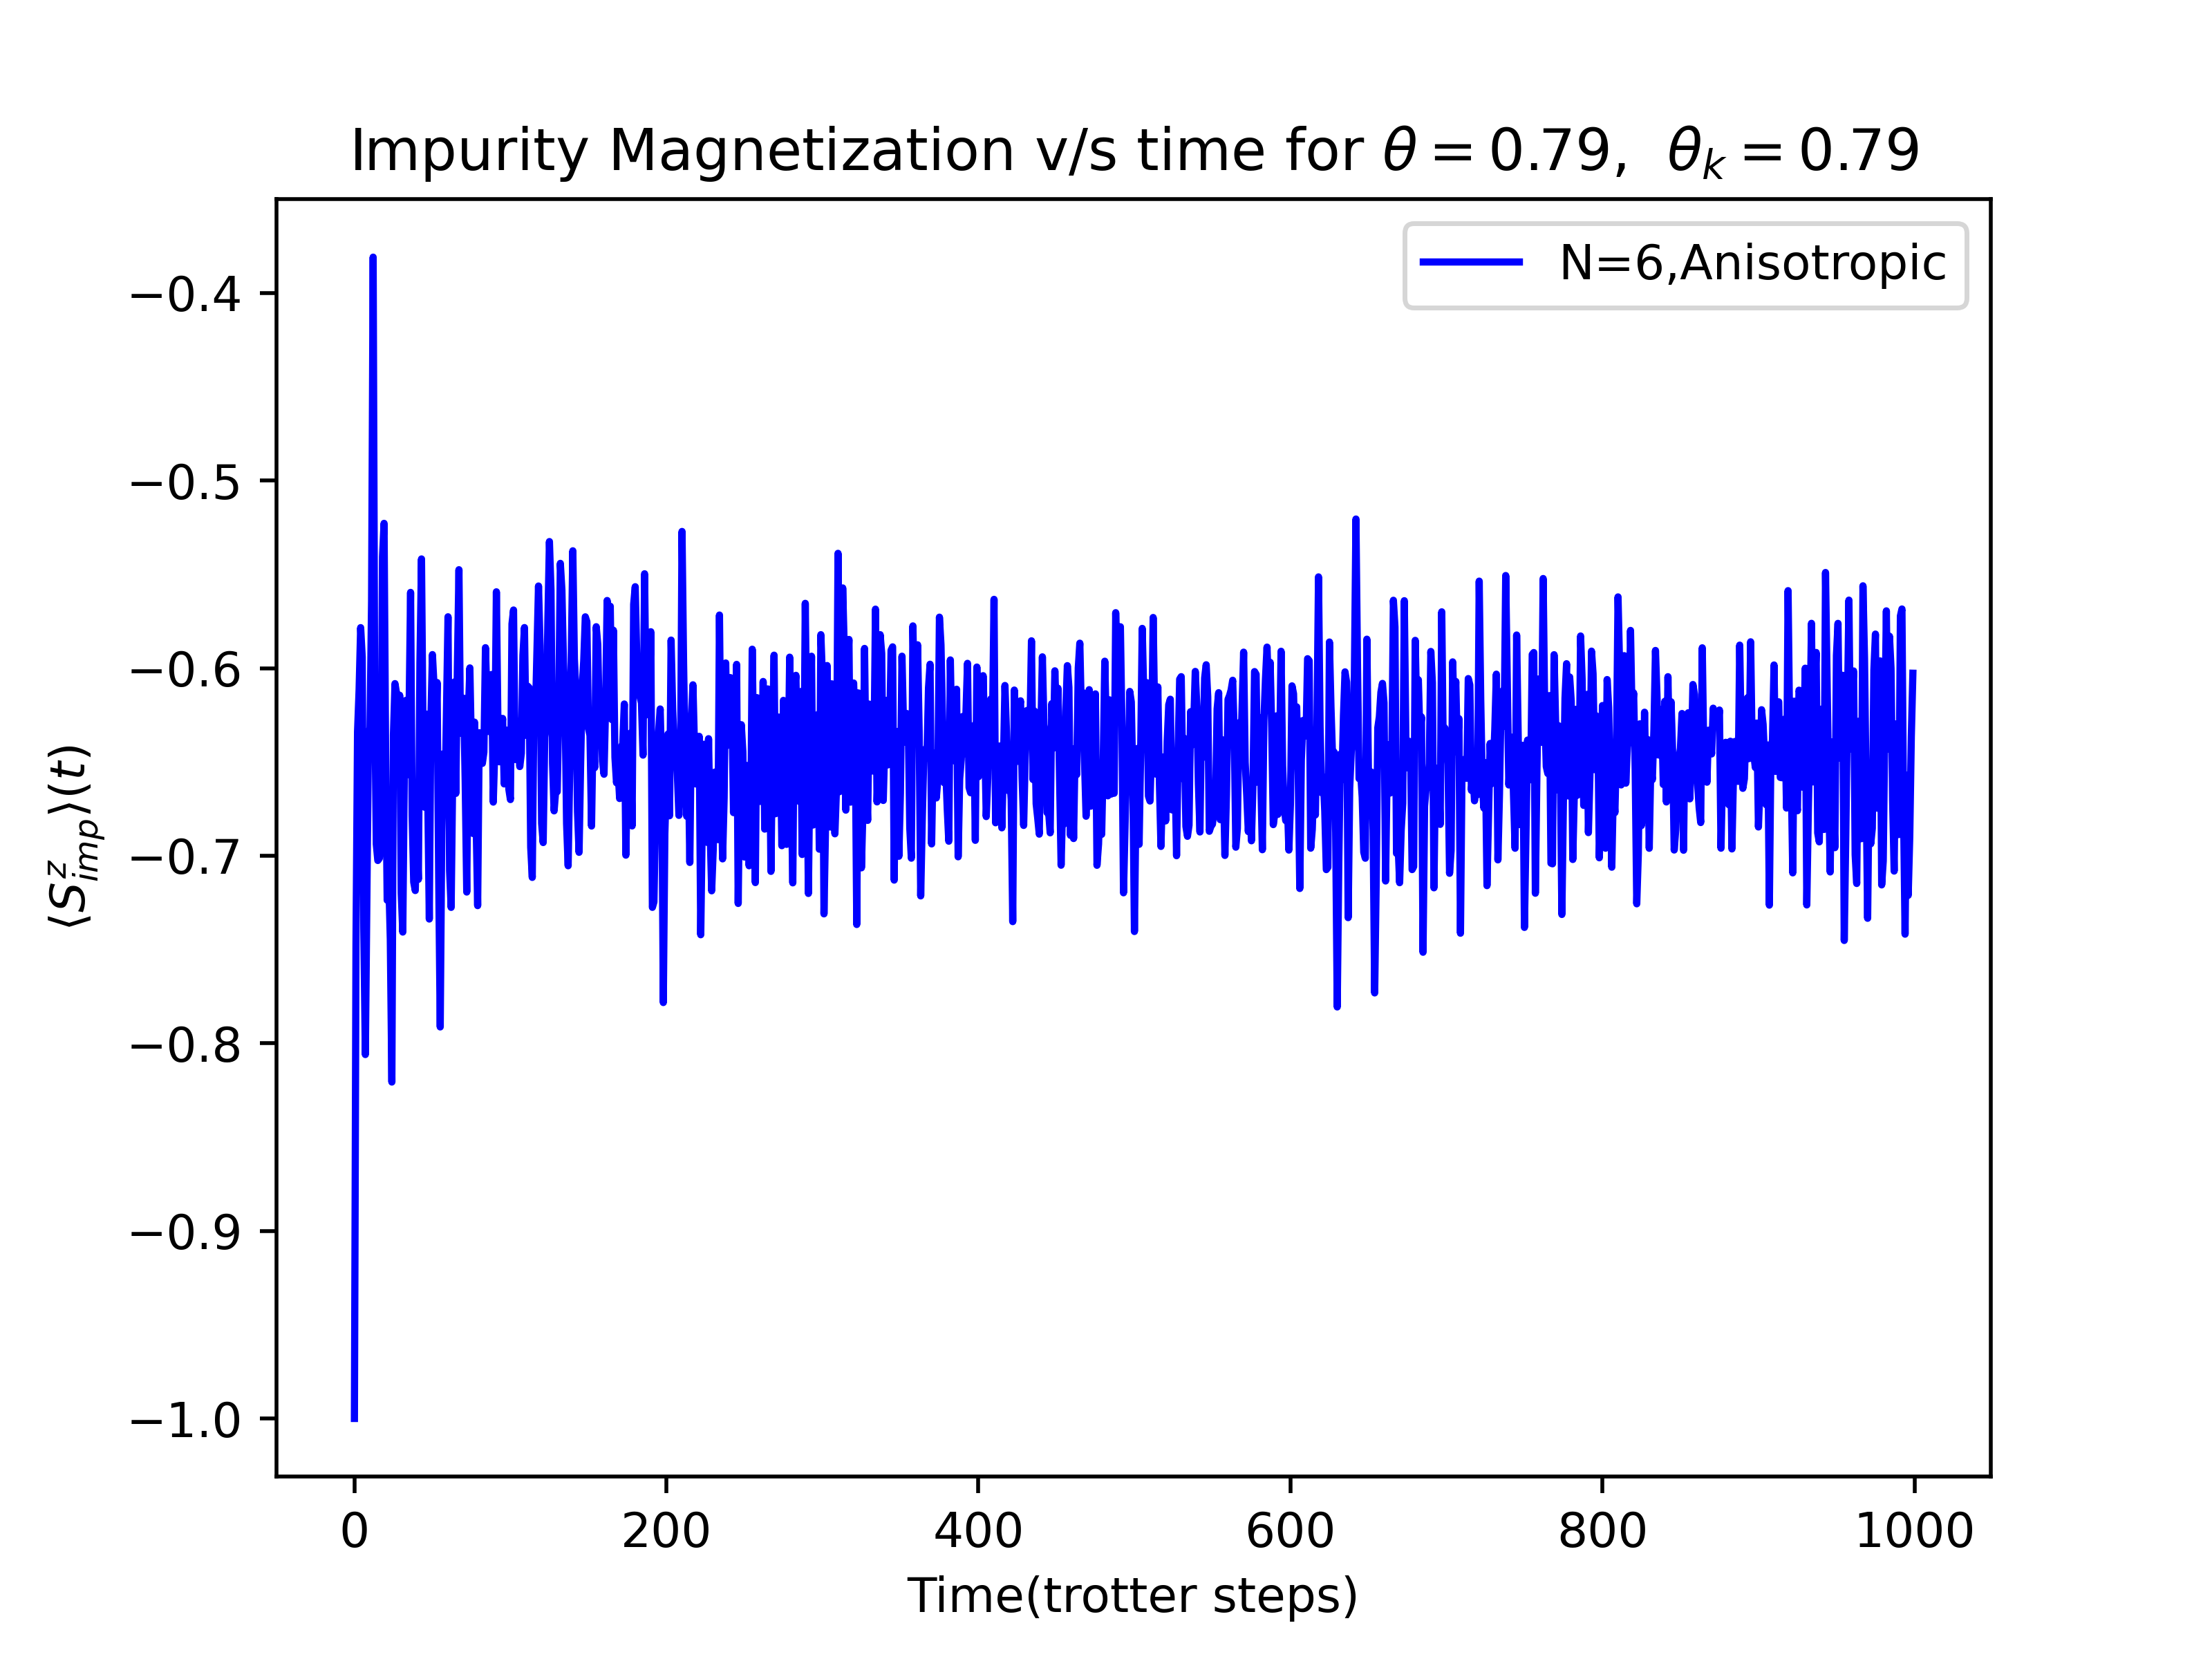 Impurity Magnetization v/s time for θ = 0.79, θ_k = 0.79
N=6,Anisotropic
−0.4
−0.5
−0.6
−0.7
−0.8
−0.9
−1.0
⟨S^z_imp⟩(t)
0 200 400 600 800 1000
Time(trotter steps)